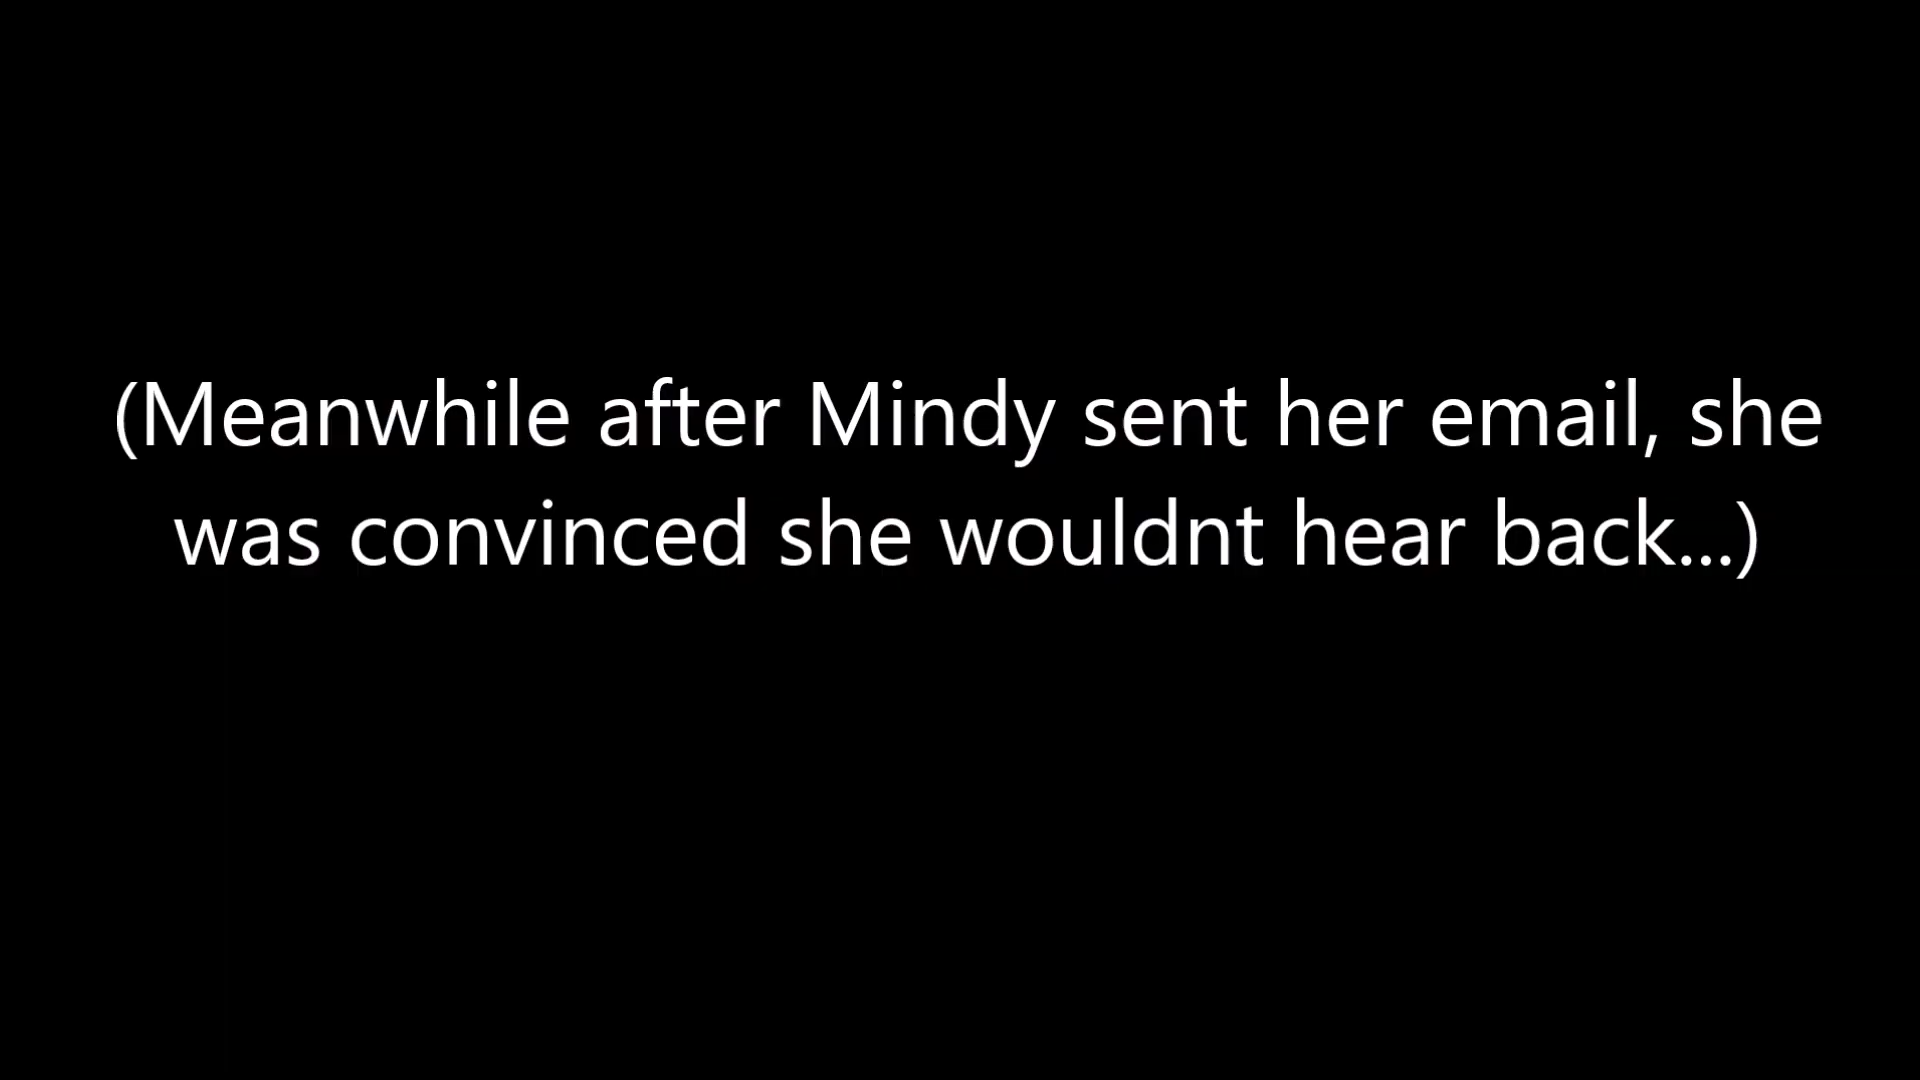 (Meanwhile after Mindy sent her email, she
was convinced she wouldnt hear back...)